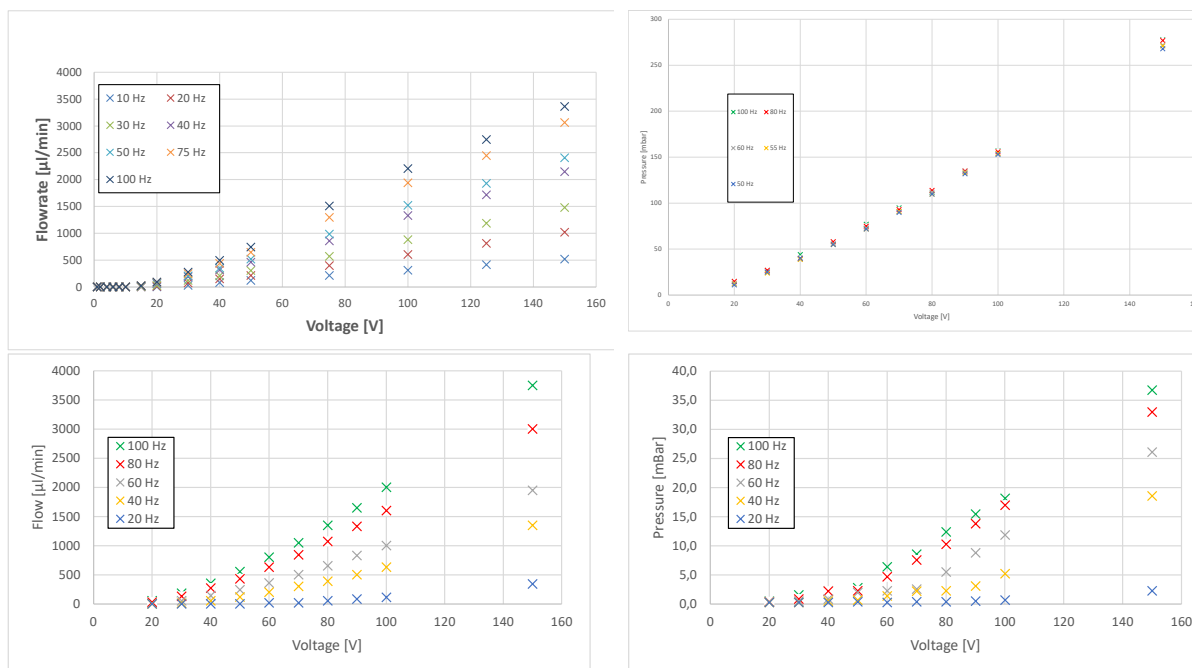 4000
3500
3000
2500
2000
1500
1000
500
0
Flowrate [µl/min]
10 Hz 20 Hz
30 Hz 40 Hz
50 Hz 75 Hz
100 Hz
0 20 40 60 80 100 120 140 160
Voltage [V]
300
250
200
150
100
50
0
Pressure [mbar]
100 Hz 80 Hz
60 Hz 55 Hz
50 Hz
0 20 40 60 80 100 120 140
Voltage [V]
4000
3500
3000
2500
2000
1500
1000
500
0
Flow [µl/min]
100 Hz
80 Hz
60 Hz
40 Hz
20 Hz
0 20 40 60 80 100 120 140 160
Voltage [V]
40,0
35,0
30,0
25,0
20,0
15,0
10,0
5,0
0,0
Pressure [mBar]
100 Hz
80 Hz
60 Hz
40 Hz
20 Hz
0 20 40 60 80 100 120 140 160
Voltage [V]